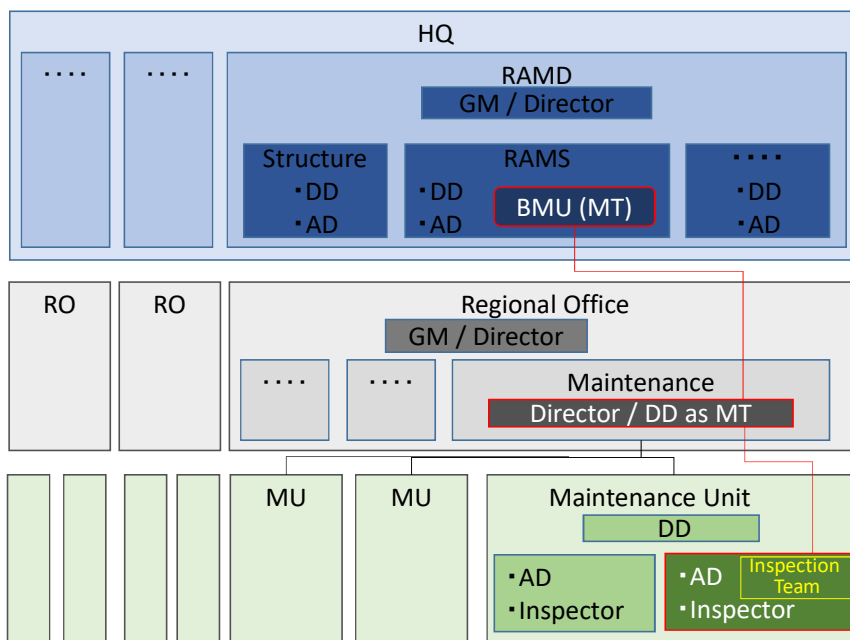 HQ
････
････
RAMD
GM / Director
Structure
･DD
･AD
RAMS
･DD
･AD
BMU (MT)
････
･DD
･AD
RO
RO
Regional Office
GM / Director
････
････
Maintenance
Director / DD as MT
MU
MU
Maintenance Unit
DD
･AD
･Inspector
･AD
･Inspector
Inspection
Team